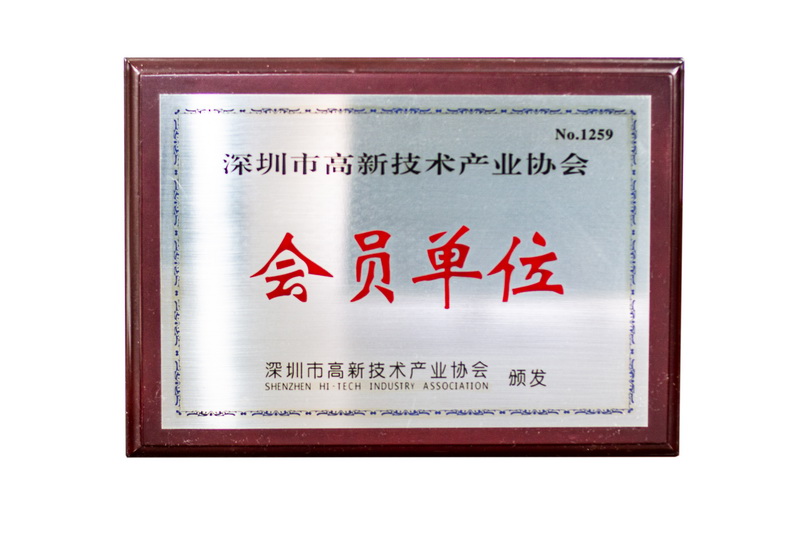 No.1259
深圳市高新技术产业协会
会员单位
深圳市高新技术产业协会
SHENZHEN HI-TECH INDUSTRY ASSOCIATION
颁发